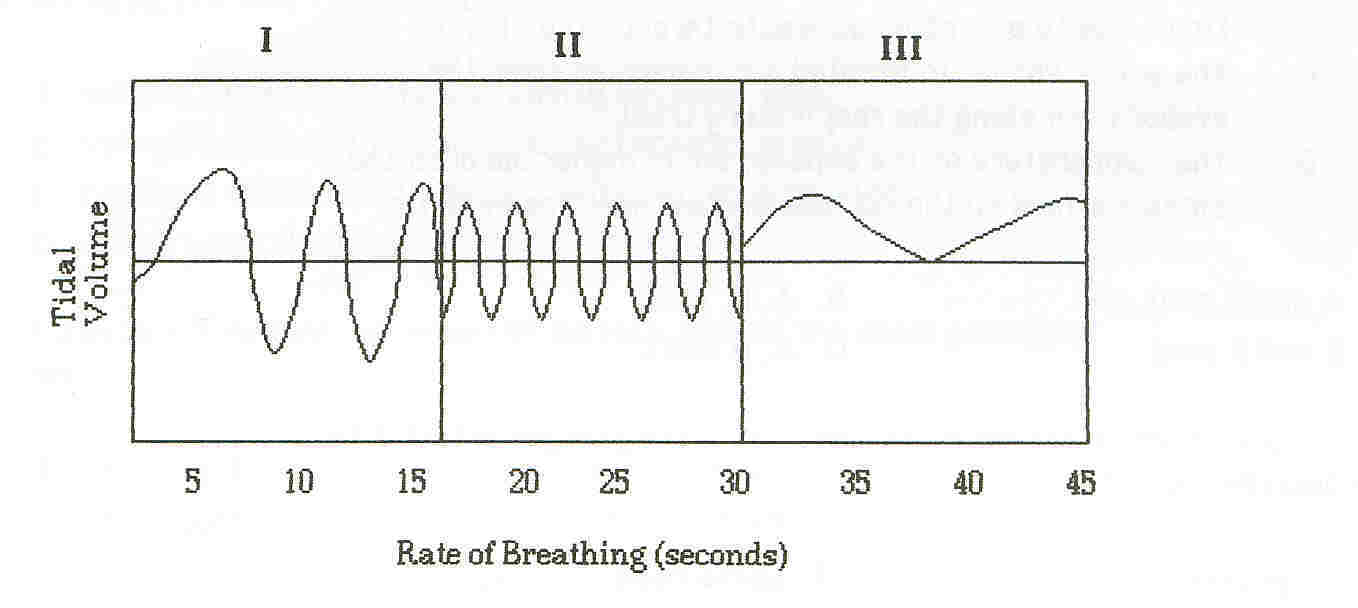 I II III
Tidal
Volume
5 10 15 20 25 30 35 40 45
Rate of Breathing (seconds)